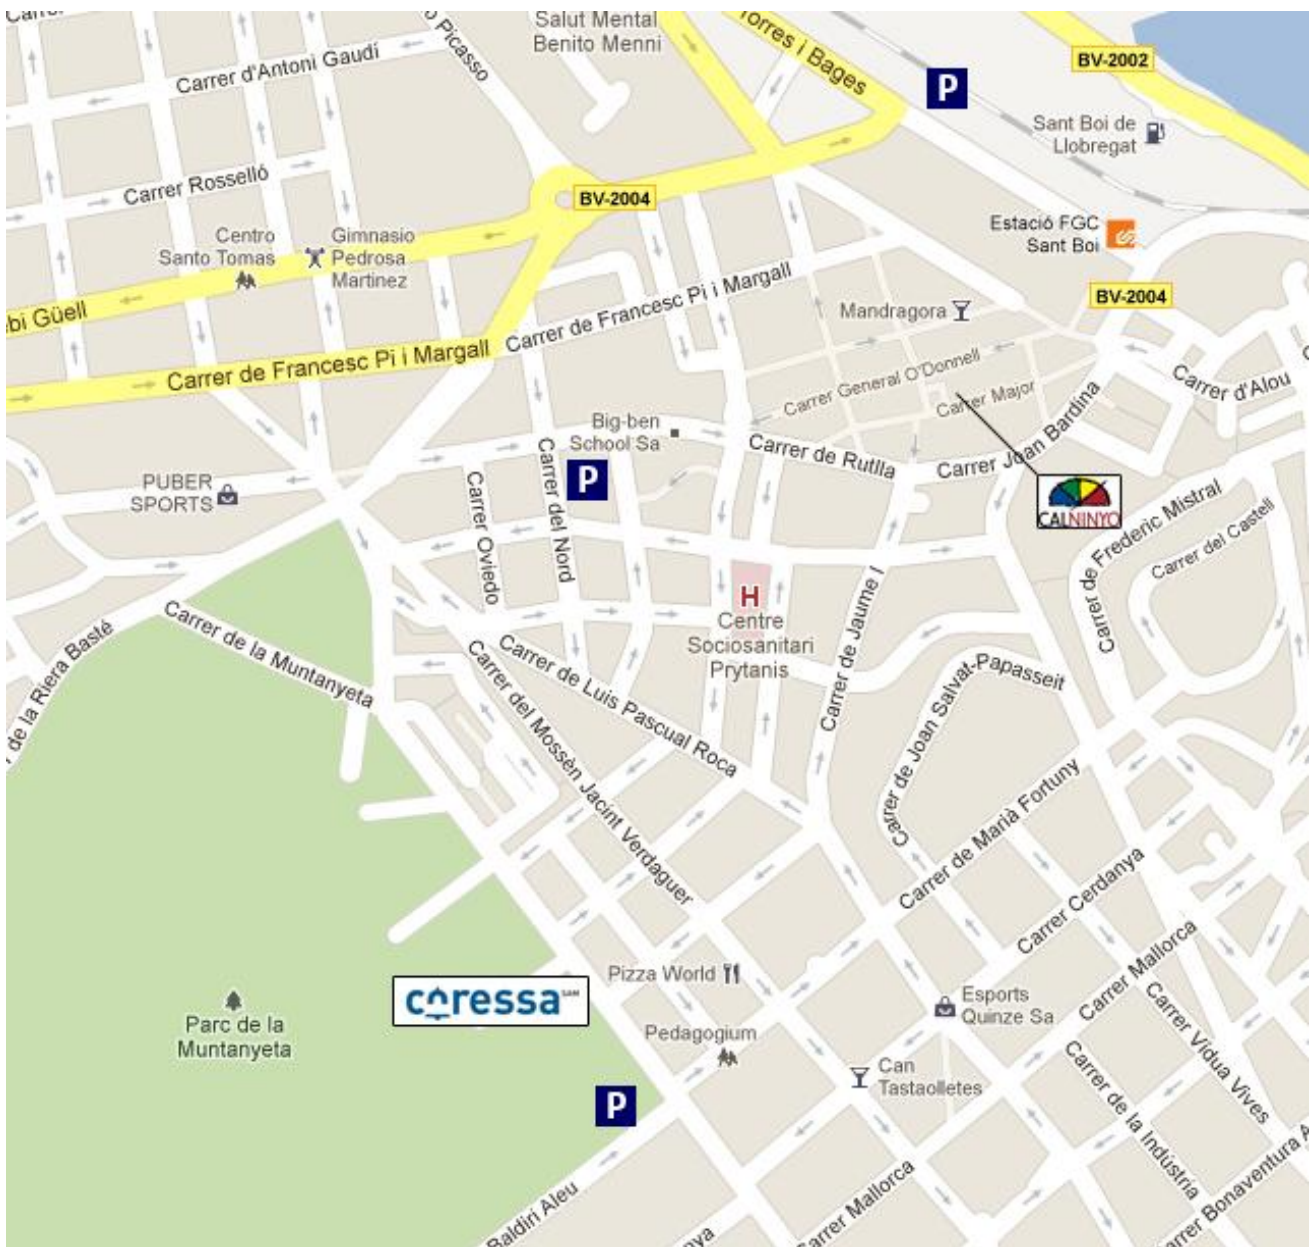 Carrer
Picasso
Salut Mental
Benito Menni
Torres i Bages
BV-2002
Carrer d'Antoni Gaudí
P
Sant Boi de
Llobregat
Carrer Rosselló
BV-2004
Centro
Santo Tomas
Gimnasio
Pedrosa
Martinez
Estació FGC
Sant Boi
BV-2004
bi Güell
Carrer de Francesc Pi i Margall
Mandragora
Carrer de Francesc Pi i Margall
Carrer General O'Donnell
Carrer Major
Carrer d'Alou
Big-ben
School Sa
Carrer de Rutlla
Carrer Joan Bardina
PUBER
SPORTS
P
CALNINYO
Carrer Oviedo
Carrer del Nord
Carrer de Frederic Mistral
Carrer del Castell
H
Centre
Sociosanitari
Prytanis
Carrer de Jaume I
Carrer de la Muntanyeta
de la Riera Basté
Carrer de Luis Pascual Roca
Carrer del Mossèn Jacint Verdaguer
Carrer de Joan Salvat-Papasseit
Carrer de Marià Fortuny
Carrer Cerdanya
Carrer Mallorca
Pizza World
caressa
SAM
Parc de la
Muntanyeta
Pedagogium
Esports
Quinze Sa
Can
Tastaolletes
Carrer Vidua Vives
Carrer de la Indústria
P
Baldiri Aleu
Carrer Mallorca
rrer Bonaventura A